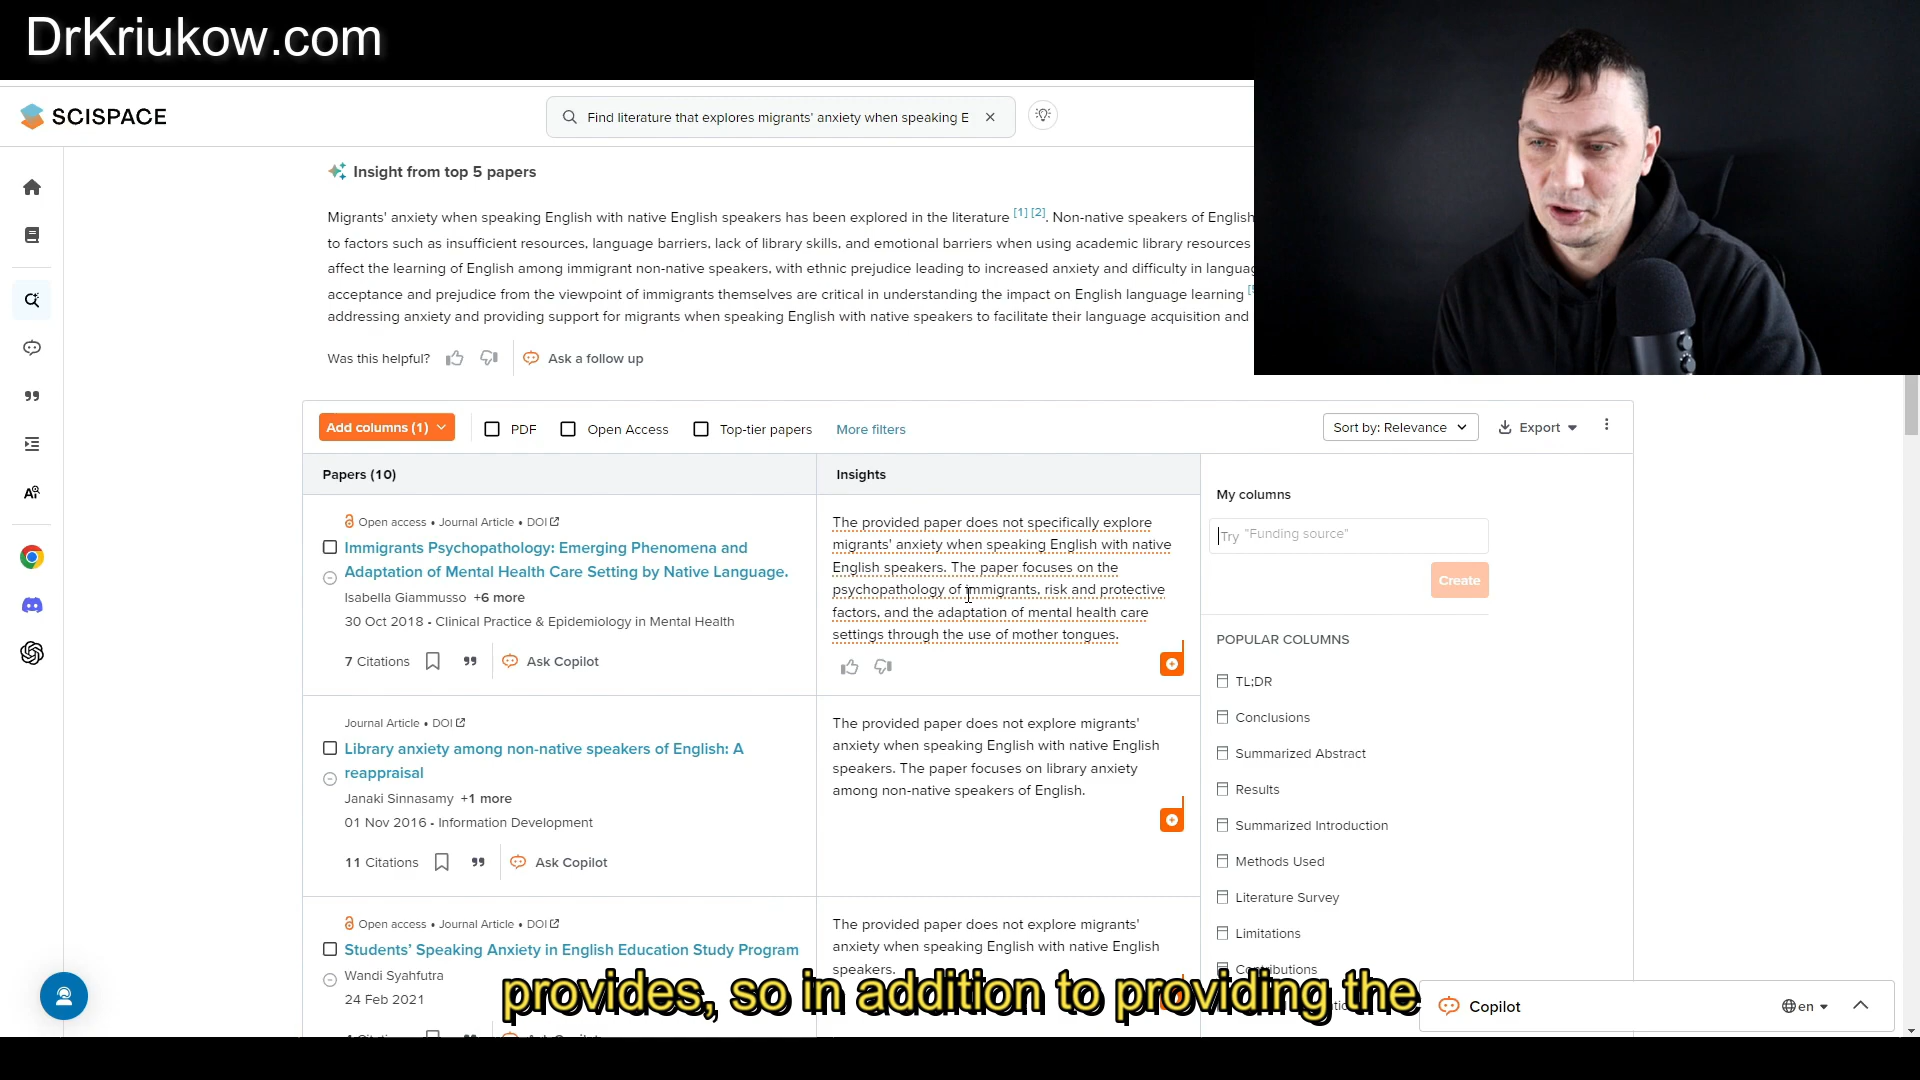 DrKriukow.com
SCISPACE
Find literature that explores migrants' anxiety when speaking E
Insight from top 5 papers
Migrants' anxiety when speaking English with native English speakers has been explored in the literature [1] [2]. Non-native speakers of English
to factors such as insufficient resources, language barriers, lack of library skills, and emotional barriers when using academic library resources
affect the learning of English among immigrant non-native speakers, with ethnic prejudice leading to increased anxiety and difficulty in
acceptance and prejudice from the viewpoint of immigrants themselves are critical in understanding the impact on English language learning
addressing anxiety and providing support for migrants when speaking English with native speakers to facilitate their language acquisition and
Was this helpful?
Ask a follow up
Add columns (1)
PDF
Open Access
Top-tier papers
More filters
Sort by: Relevance
Export
Papers (10)
Insights
Open access • Journal Article • DOI
Immigrants Psychopathology: Emerging Phenomena and
Adaptation of Mental Health Care Setting by Native Language.
Isabella Giammusso +6 more
30 Oct 2018 - Clinical Practice & Epidemiology in Mental Health
7 Citations
Ask Copilot
The provided paper does not specifically explore
migrants' anxiety when speaking English with native
English speakers. The paper focuses on the
psychopathology of immigrants, risk and protective
factors, and the adaptation of mental health care
settings through the use of mother tongues.
Journal Article • DOI
Library anxiety among non-native speakers of English: A
reappraisal
Janaki Sinnasamy +1 more
01 Nov 2016 - Information Development
11 Citations
Ask Copilot
The provided paper does not explore migrants'
anxiety when speaking English with native English
speakers. The paper focuses on library anxiety
among non-native speakers of English.
Open access • Journal Article • DOI
Students' Speaking Anxiety in English Education Study Program
Wandi Syahfutra
24 Feb 2021
The provided paper does not explore migrants'
anxiety when speaking English with native English
speakers.
My columns
Try "Funding source"
Create
POPULAR COLUMNS
TL;DR
Conclusions
Summarized Abstract
Results
Summarized Introduction
Methods Used
Literature Survey
Limitations
Contributions
provides, so in addition to providing the
Copilot
en